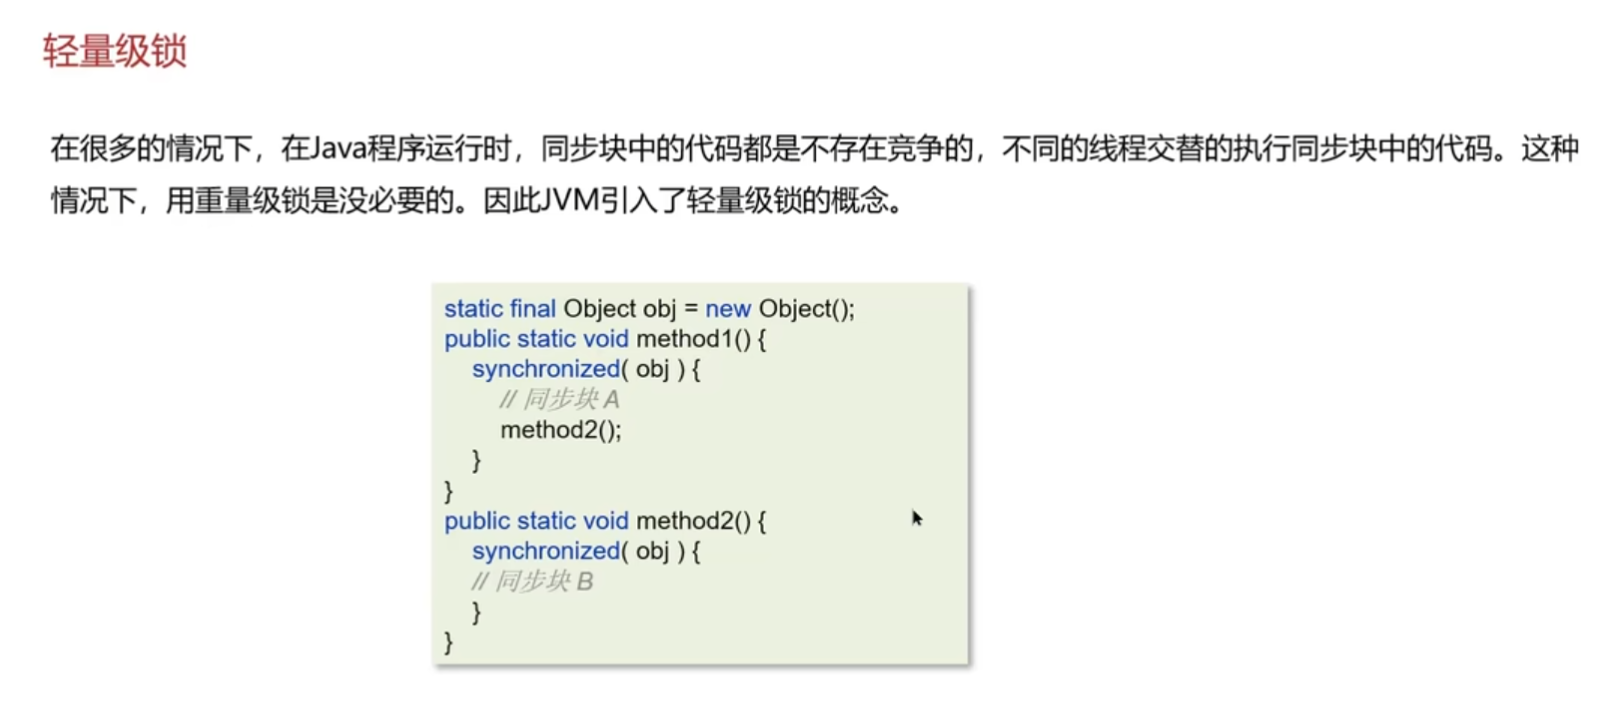 轻量级锁
在很多的情况下，在Java程序运行时，同步块中的代码都是不存在竞争的，不同的线程交替的执行同步块中的代码。这种
情况下，用重量级锁是没必要的。因此JVM引入了轻量级锁的概念。
static final Object obj = new Object();
public static void method1() {
synchronized( obj ) {
// 同步块 A
method2();
}
}
public static void method2() {
synchronized( obj ) {
// 同步块 B
}
}